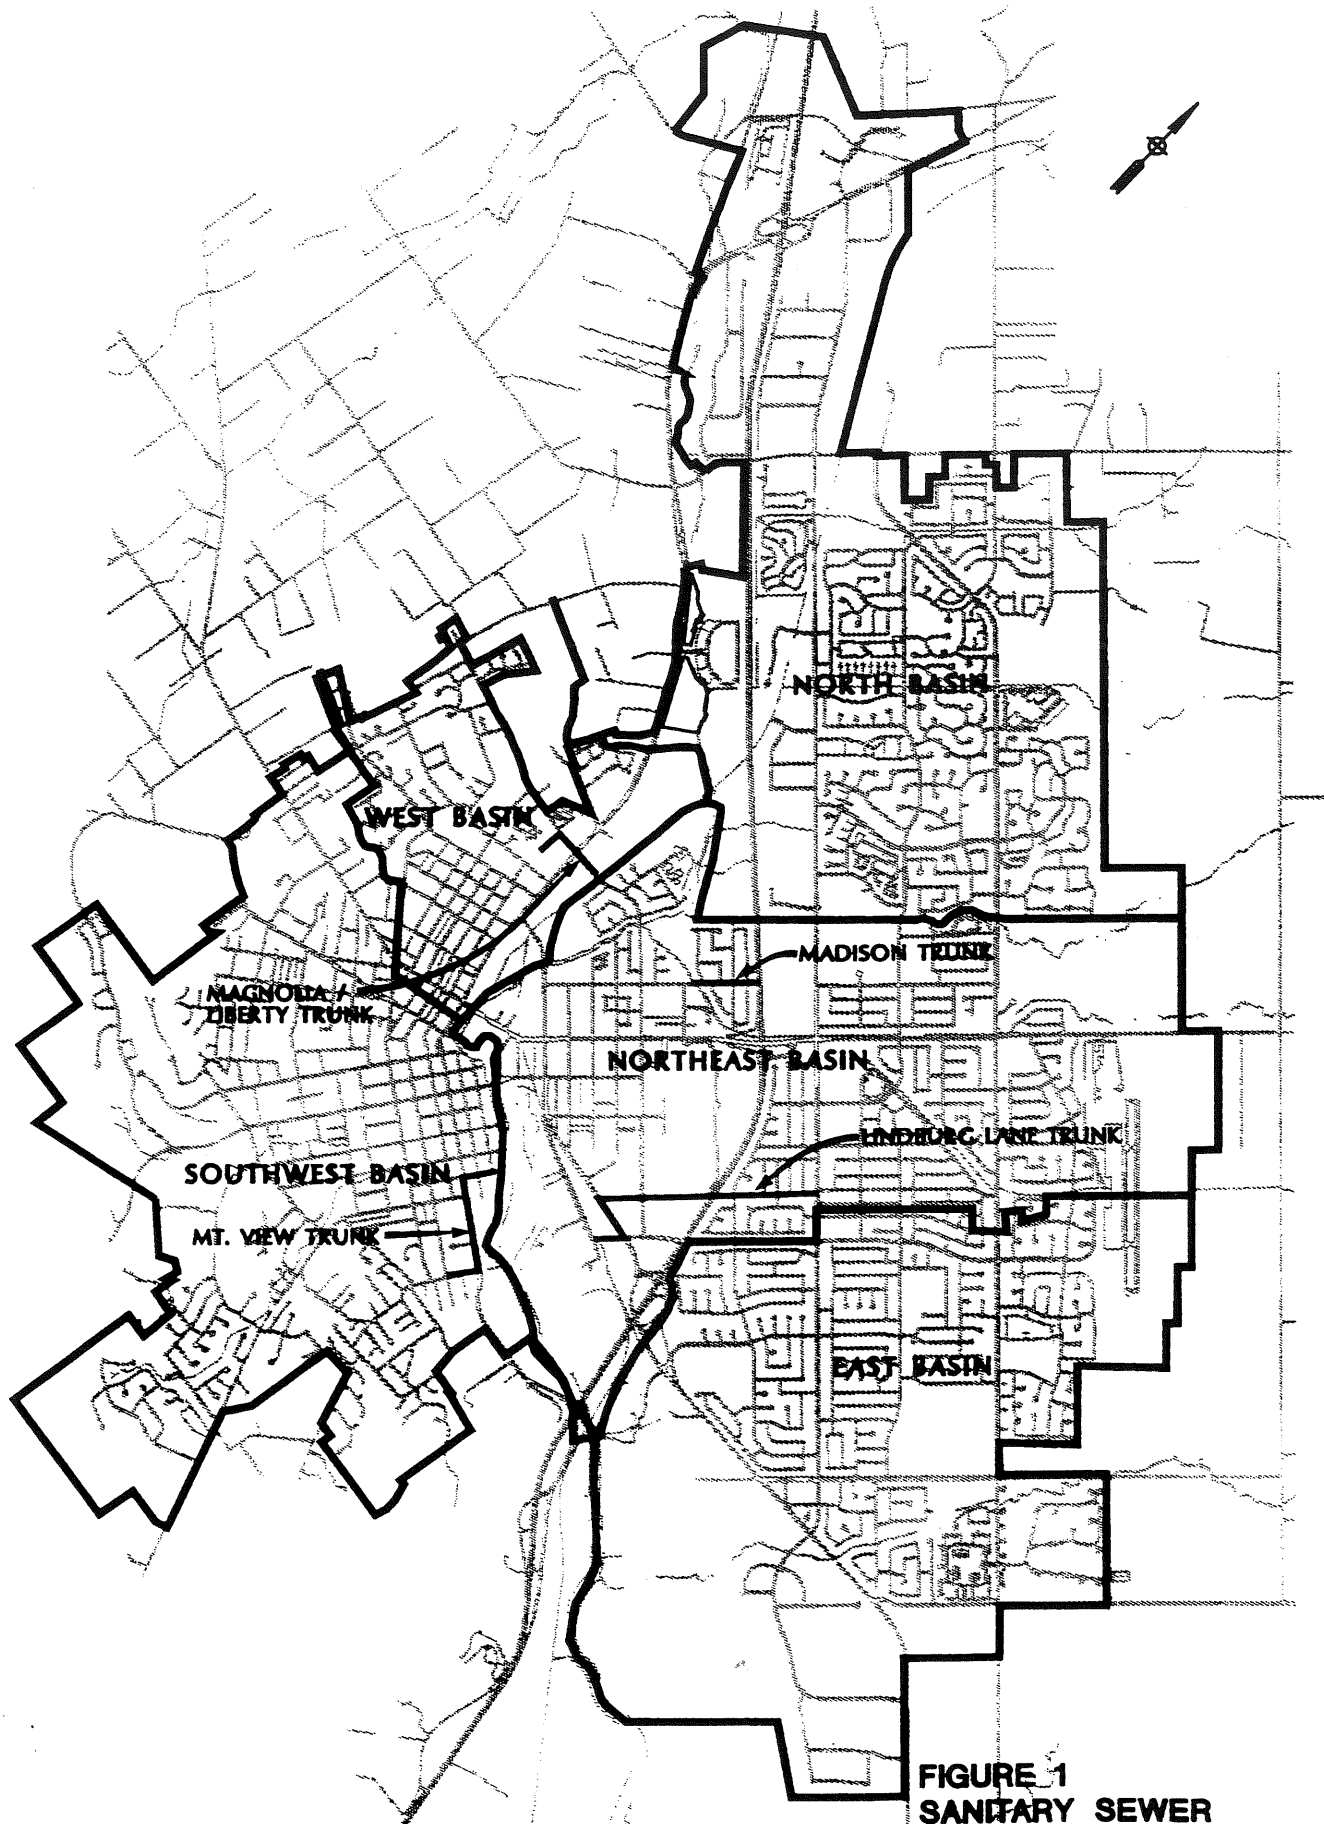 NORTH BASIN
WEST BASIN
MADISON TRUNK
MAGNOLIA /
LIBERTY TRUNK
NORTHEAST BASIN
LINDBURG LANE TRUNK
SOUTHWEST BASIN
MT. VIEW TRUNK
EAST BASIN
FIGURE 1
SANITARY SEWER